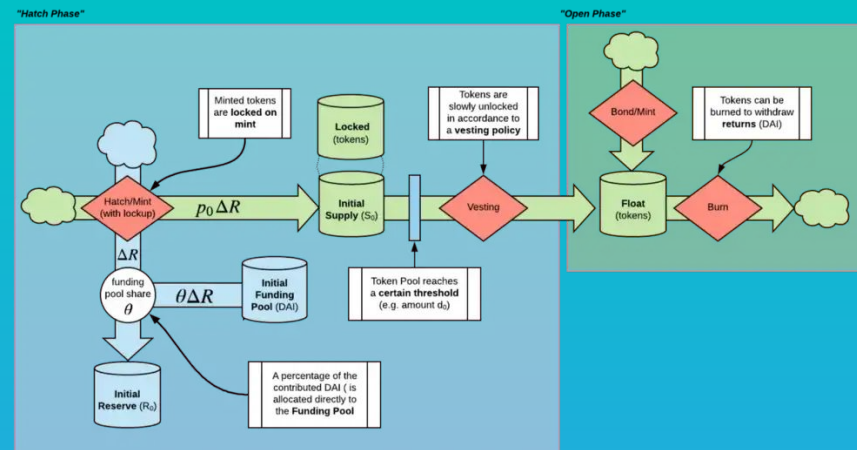 "Hatch Phase"
"Open Phase"
Minted tokens
are locked on
mint
Locked
(tokens)
Tokens are
slowly unlocked
in accordance to
a vesting policy
Bond/Mint
Tokens can be
burned to withdraw
returns (DAI)
Hatch/Mint
(with lockup)
p₀ΔR
Initial
Supply (S₀)
Vesting
Float
(tokens)
Burn
ΔR
funding
pool share
θ
θΔR
Initial
Funding
Pool (DAI)
Token Pool reaches
a certain threshold
(e.g. amount d₀)
Initial
Reserve (R₀)
A percentage of the
contributed DAI ( is
allocated directly to
the Funding Pool